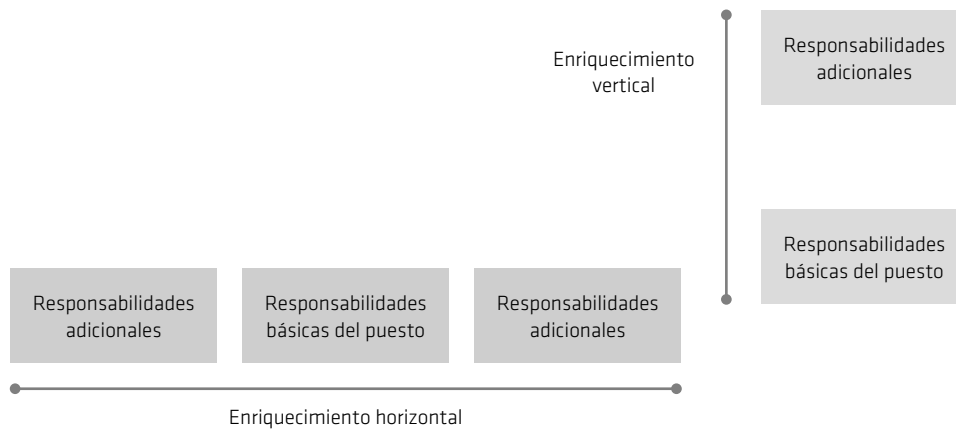 Enriquecimiento
vertical
Responsabilidades
adicionales
Responsabilidades
básicas del puesto
Responsabilidades
adicionales
Responsabilidades
básicas del puesto
Responsabilidades
adicionales
Enriquecimiento horizontal